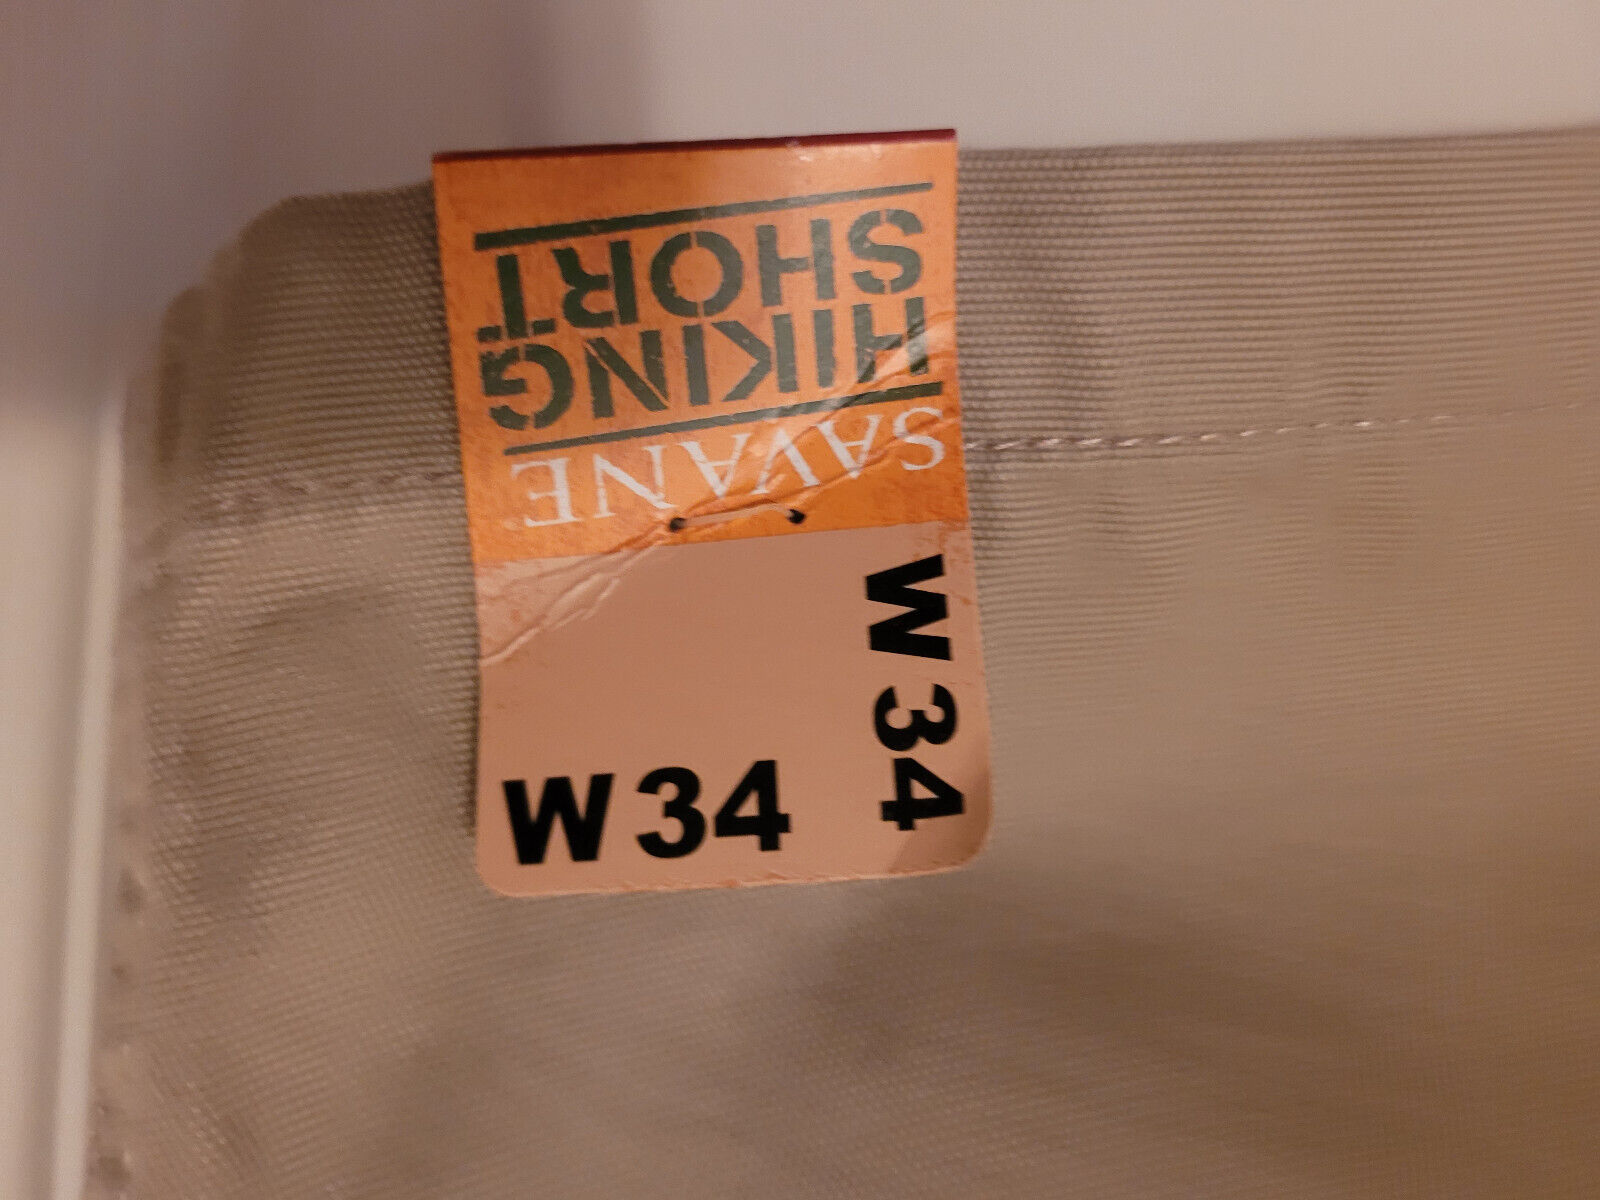 SAVANE
HIKING
SHORT
W 34
W 34